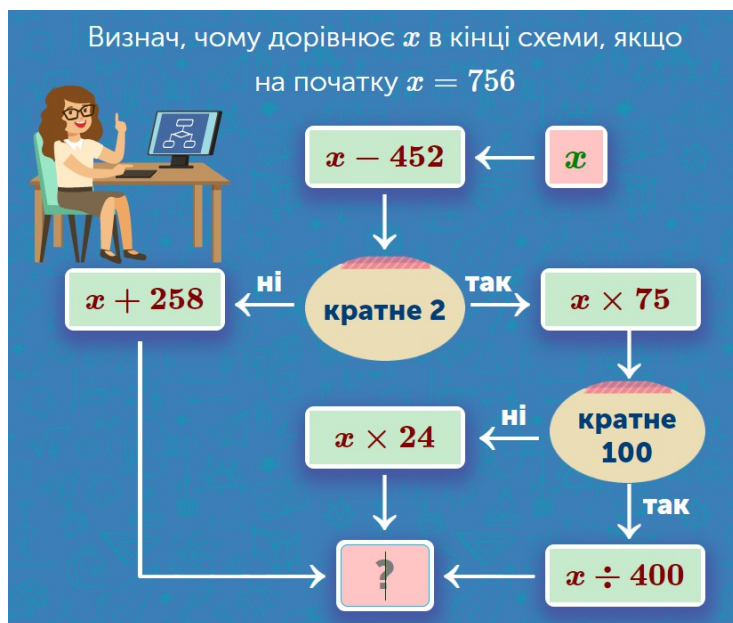 Визнач, чому дорівнює x в кінці схеми, якщо
на початку x = 756
x − 452
x
ні
так
x + 258
кратне 2
x × 75
x × 24
ні
кратне
100
так
?
x ÷ 400